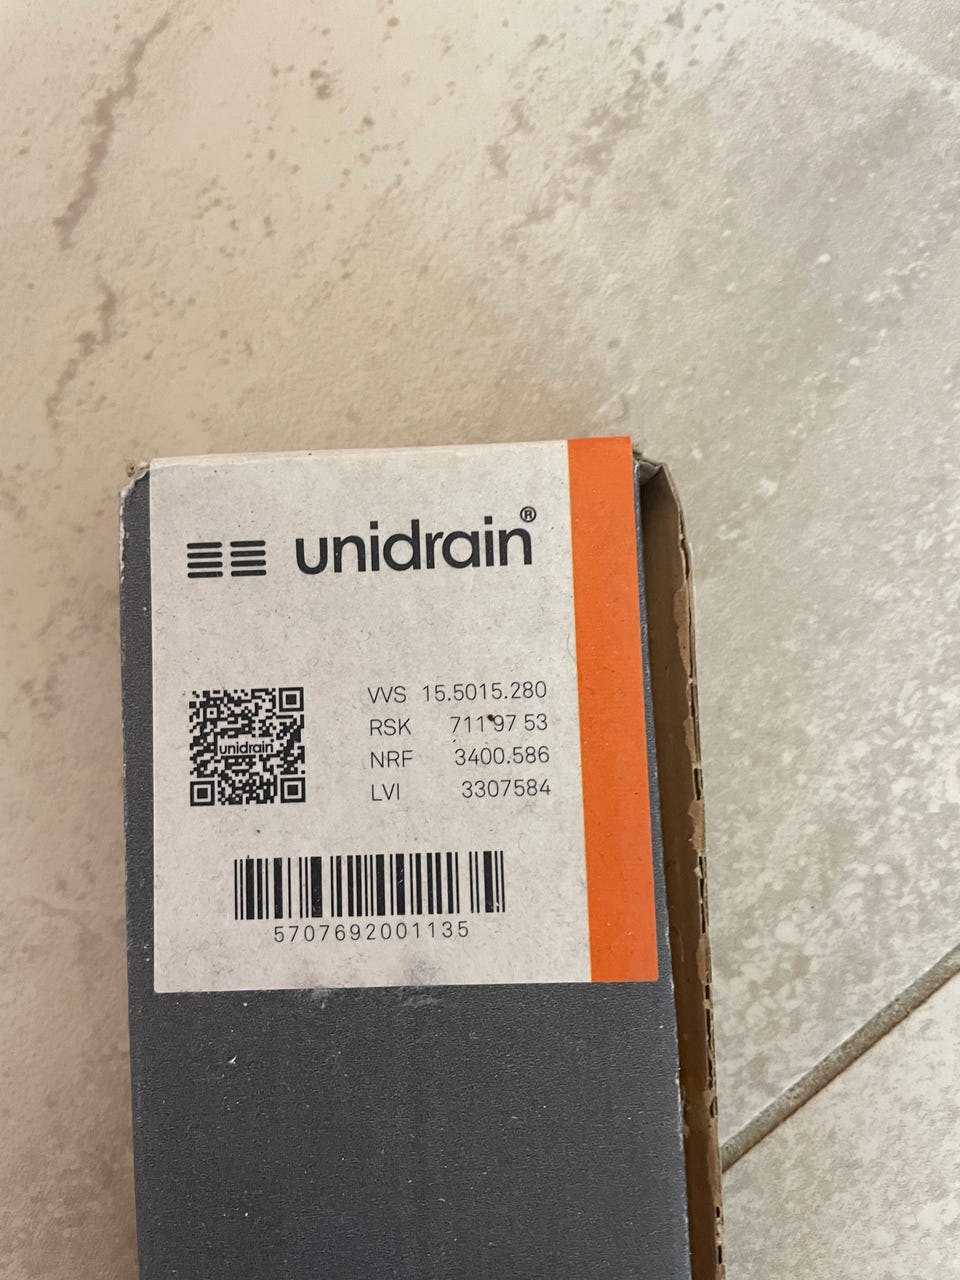 unidrain®
unidrain
VVS 15.5015.280
RSK 711 97 53
NRF 3400.586
LVI 3307584
5707692001135